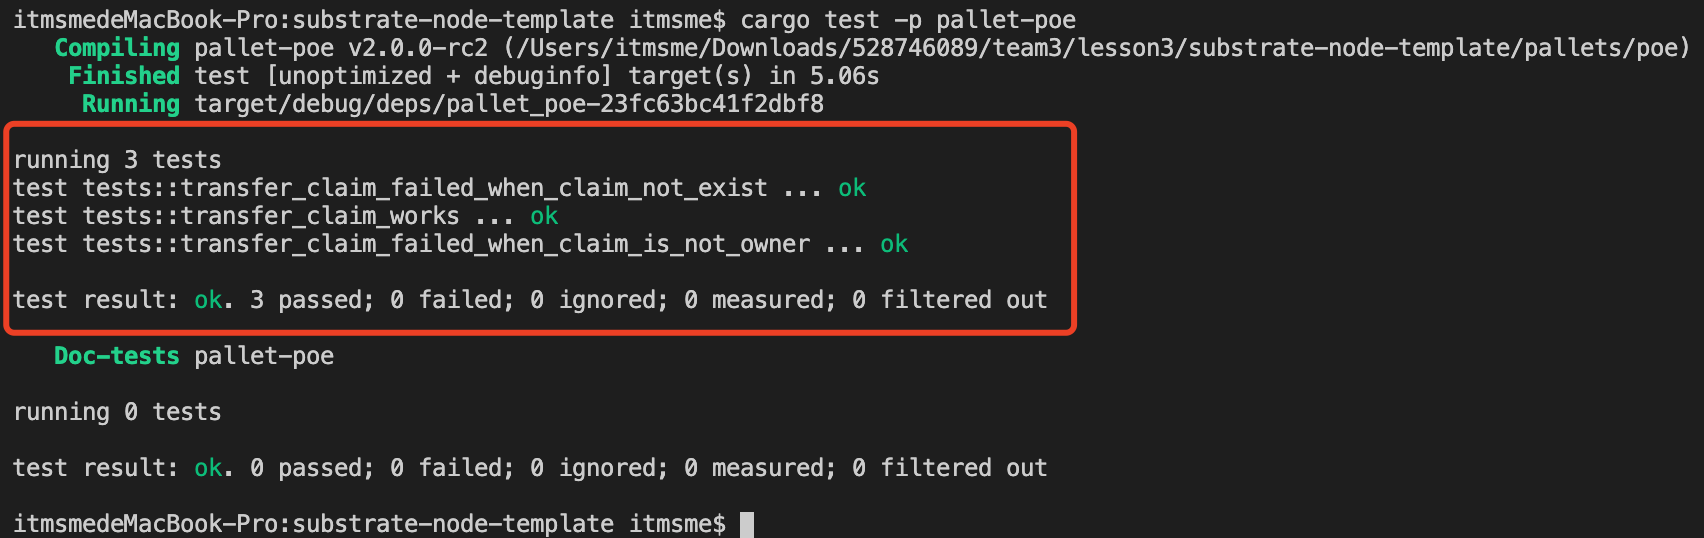 itmsmedeMacBook-Pro:substrate-node-template itmsme$ cargo test -p pallet-poe
Compiling pallet-poe v2.0.0-rc2 (/Users/itmsme/Downloads/528746089/team3/lesson3/substrate-node-template/pallets/poe)
Finished test [unoptimized + debuginfo] target(s) in 5.06s
Running target/debug/deps/pallet_poe-23fc63bc41f2dbf8
running 3 tests
test tests::transfer_claim_failed_when_claim_not_exist ... ok
test tests::transfer_claim_works ... ok
test tests::transfer_claim_failed_when_claim_is_not_owner ... ok
test result: ok. 3 passed; 0 failed; 0 ignored; 0 measured; 0 filtered out
Doc-tests pallet-poe
running 0 tests
test result: ok. 0 passed; 0 failed; 0 ignored; 0 measured; 0 filtered out
itmsmedeMacBook-Pro:substrate-node-template itmsme$